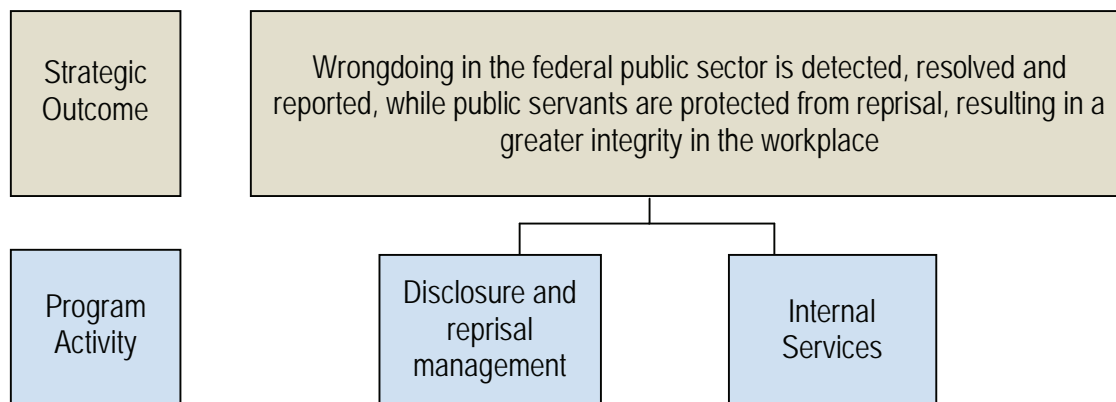 Strategic
Outcome
Wrongdoing in the federal public sector is detected, resolved and
reported, while public servants are protected from reprisal, resulting in a
greater integrity in the workplace
Program
Activity
Disclosure and
reprisal
management
Internal
Services